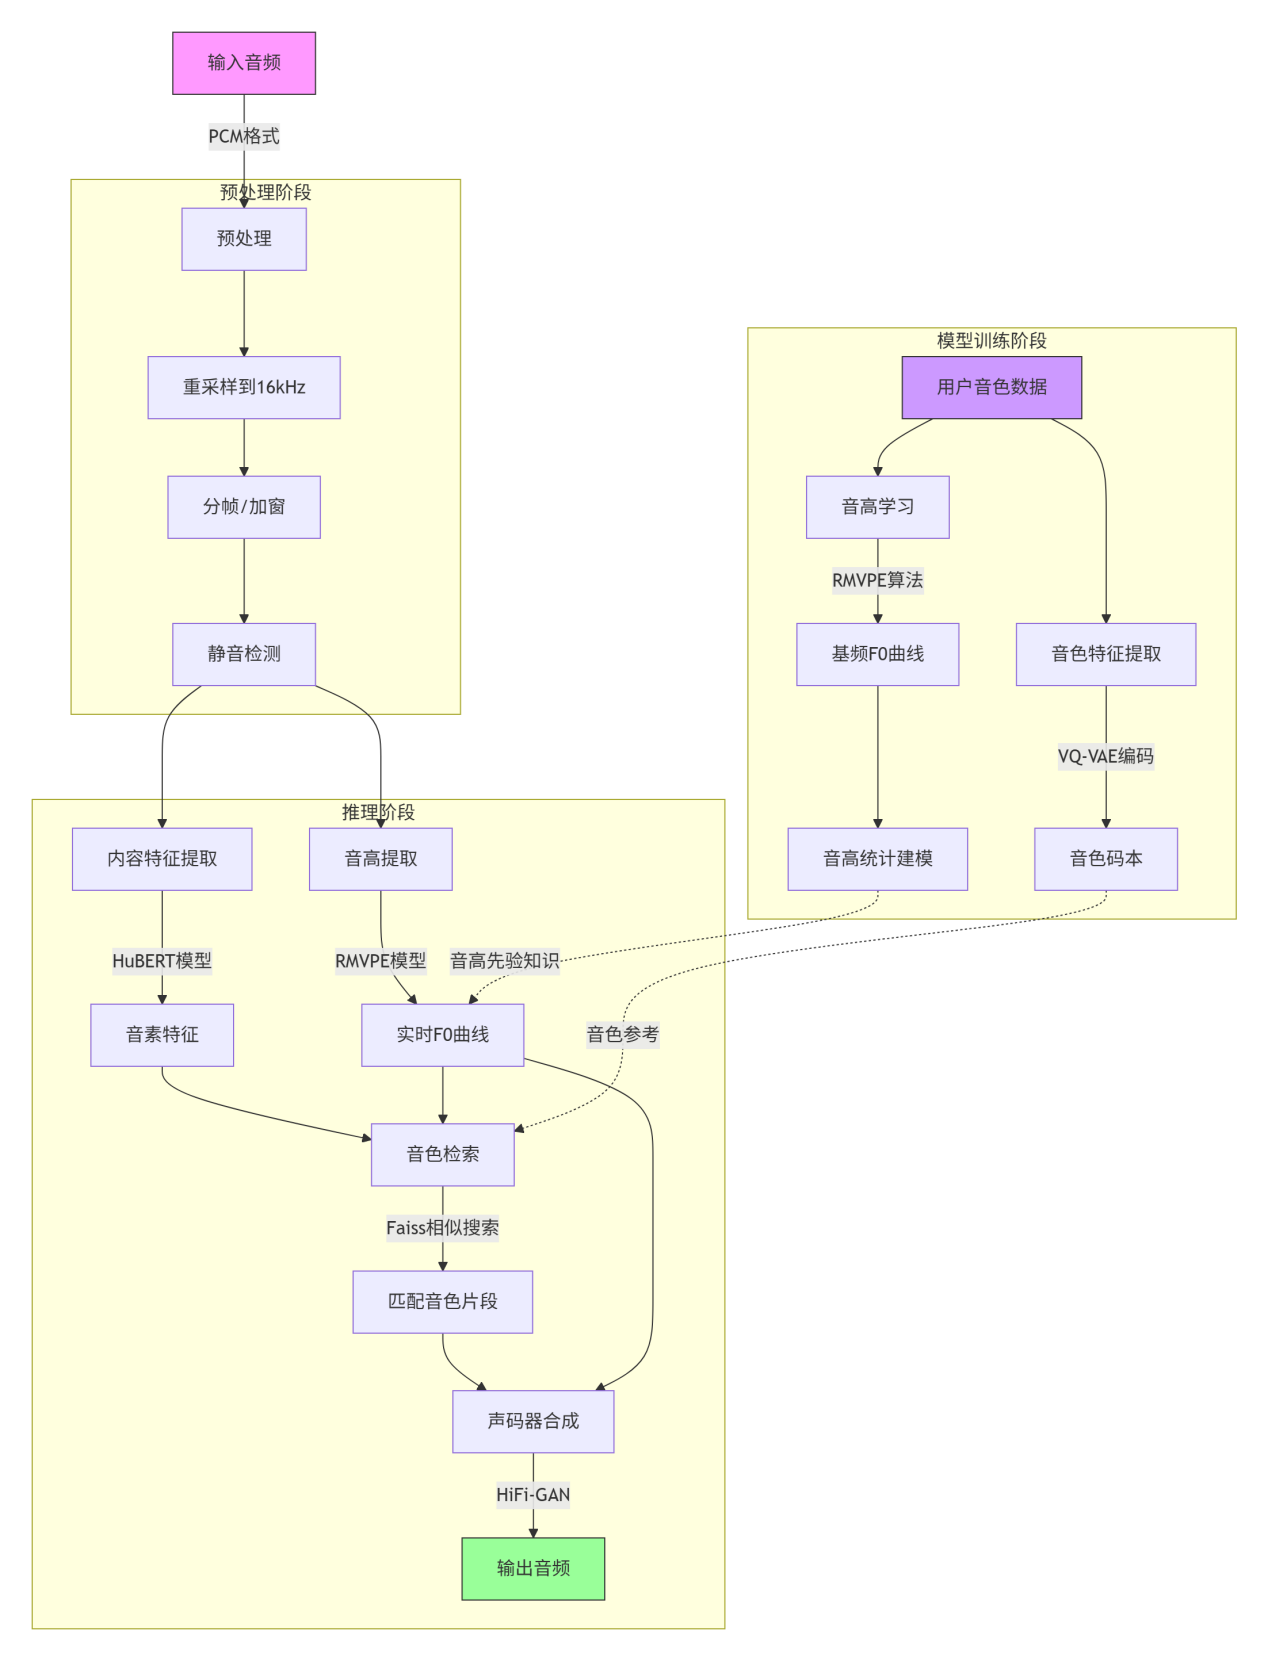 输入音频
PCM格式
预处理阶段
预处理
重采样到16kHz
分帧/加窗
静音检测
模型训练阶段
用户音色数据
音高学习
RMVPE算法
基频F0曲线
音色特征提取
VQ-VAE编码
音高统计建模
音色码本
推理阶段
内容特征提取
音高提取
HuBERT模型
RMVPE模型
音高先验知识
音素特征
实时F0曲线
音色参考
音色检索
Faiss相似搜索
匹配音色片段
声码器合成
HiFi-GAN
输出音频